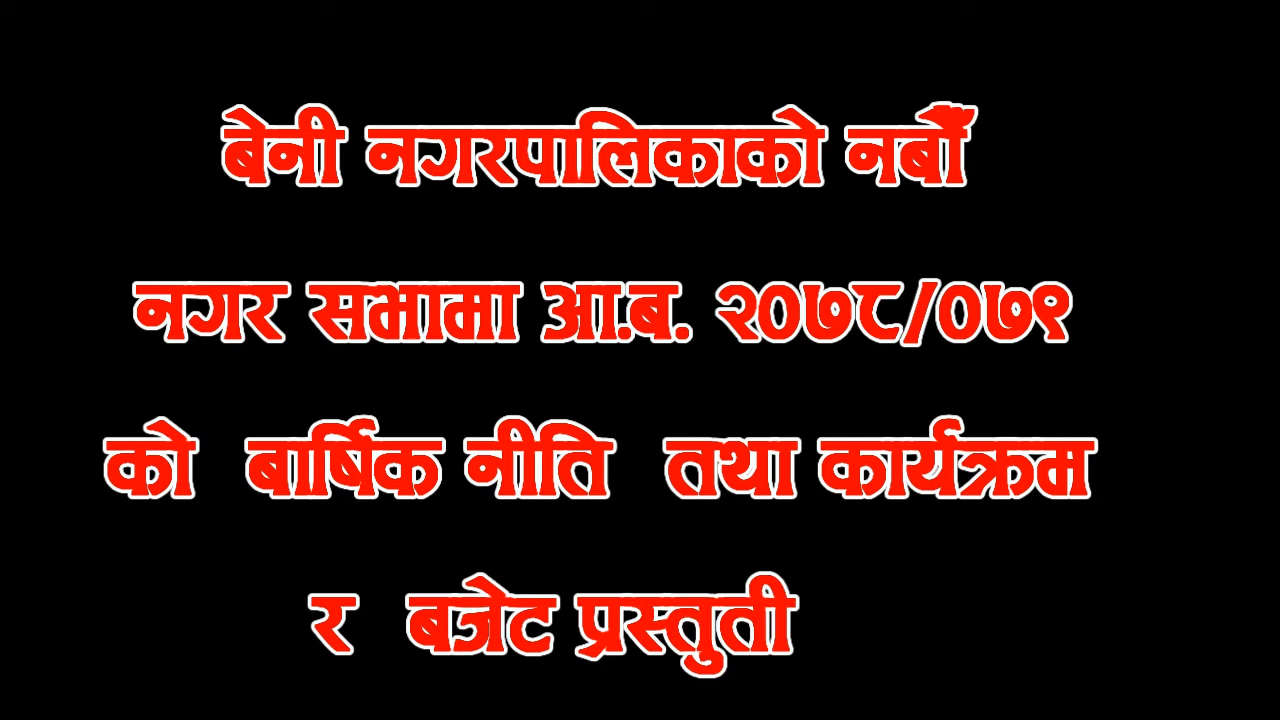 बेनी नगरपालिकाको नबौं
नगर सभामा आ.ब. २०७८/०७९
को बार्षिक नीति तथा कार्यक्रम
र बजेट प्रस्तुती